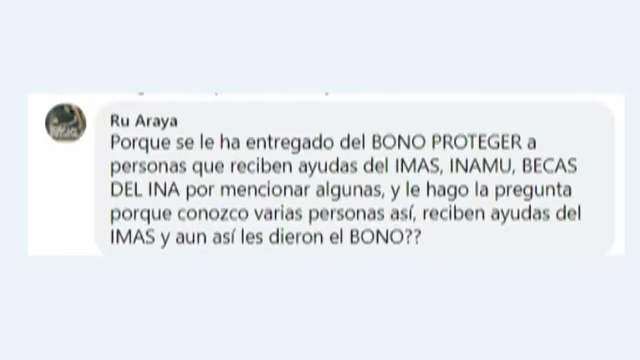 Ru Araya
Porque se le ha entregado del BONO PROTEGER a
personas que reciben ayudas del IMAS, INAMU, BECAS
DEL INA por mencionar algunas, y le hago la pregunta
porque conozco varias personas así, reciben ayudas del
IMAS y aun así les dieron el BONO??